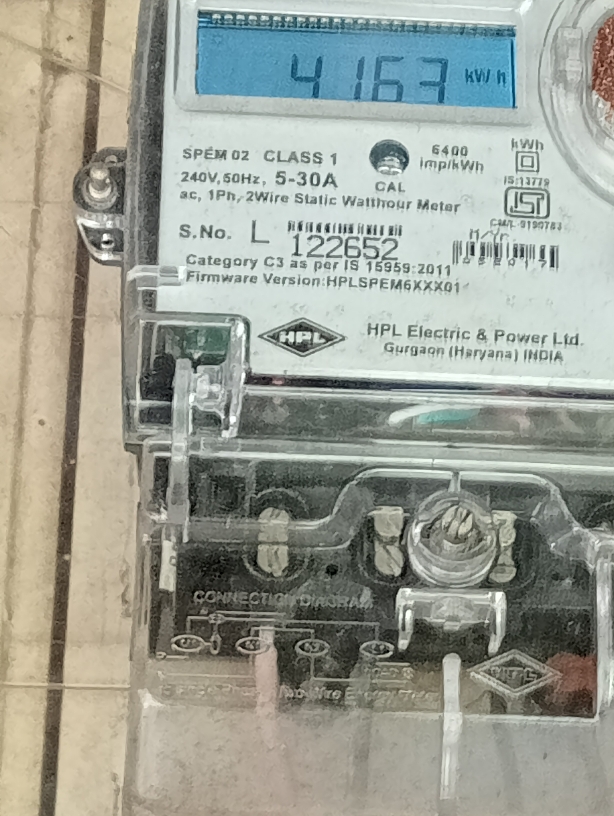 4163 kWh
SPEM 02 CLASS 1
6400 imp/kWh
kWh
240V,50Hz, 5-30A
CAL
IS:13779
ac, 1Ph, 2Wire Static Watthour Meter
S.No. L 122652
CM/L-9190783
Category C3 as per IS 15959:2011
Firmware Version:HPLSPEM6XXX01
HPL
HPL Electric & Power Ltd.
Gurgaon (Haryana) INDIA
CONNECTION DIAGRAM
HPL